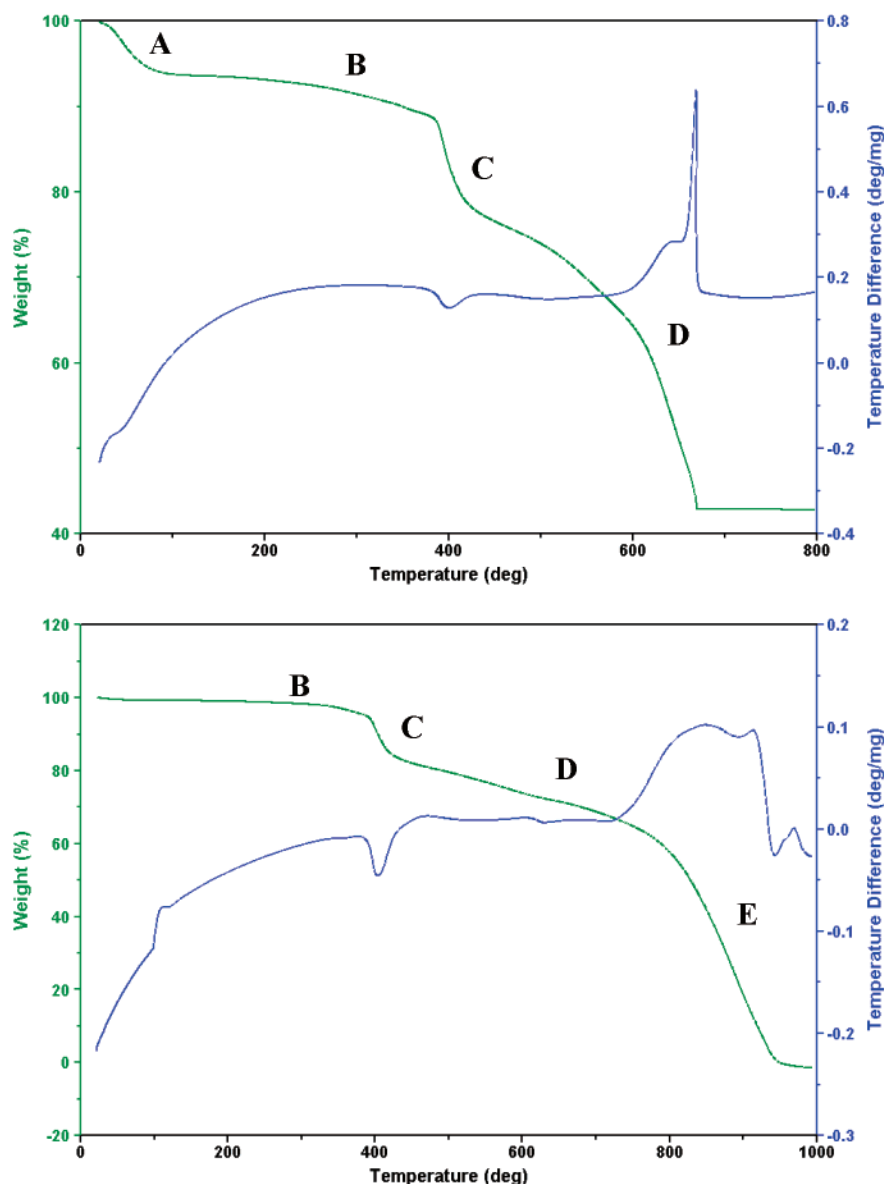 100
80
60
40
Weight (%)
A
B
C
D
0.8
0.6
0.4
0.2
0.0
-0.2
-0.4
Temperature Difference (deg/mg)
0 200 400 600 800
Temperature (deg)
120
100
80
60
40
20
0
-20
Weight (%)
B
C
D
E
0.2
0.1
0.0
-0.1
-0.2
-0.3
Temperature Difference (deg/mg)
0 200 400 600 800 1000
Temperature (deg)